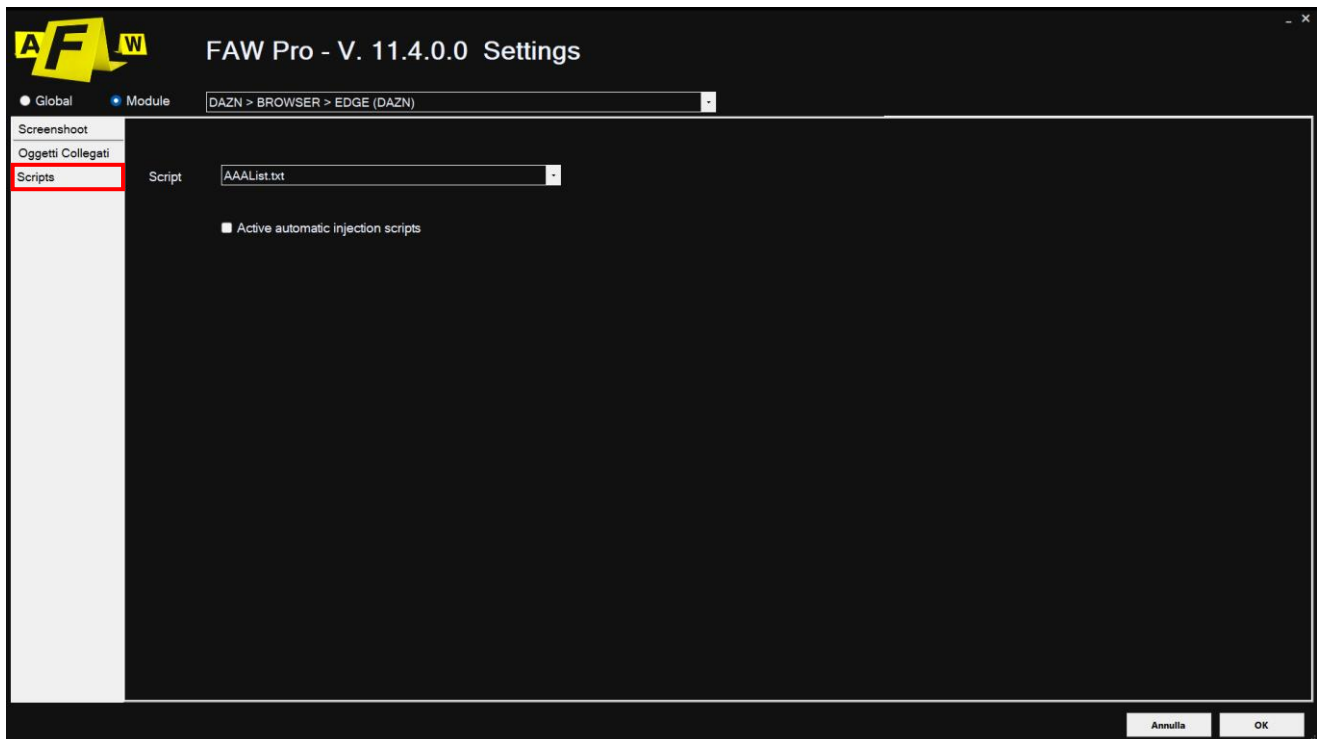 A F W
FAW Pro - V. 11.4.0.0 Settings
Global Module DAZN > BROWSER > EDGE (DAZN)
Screenshoot
Oggetti Collegati
Scripts Script AAAList.txt
Active automatic injection scripts
Annulla OK